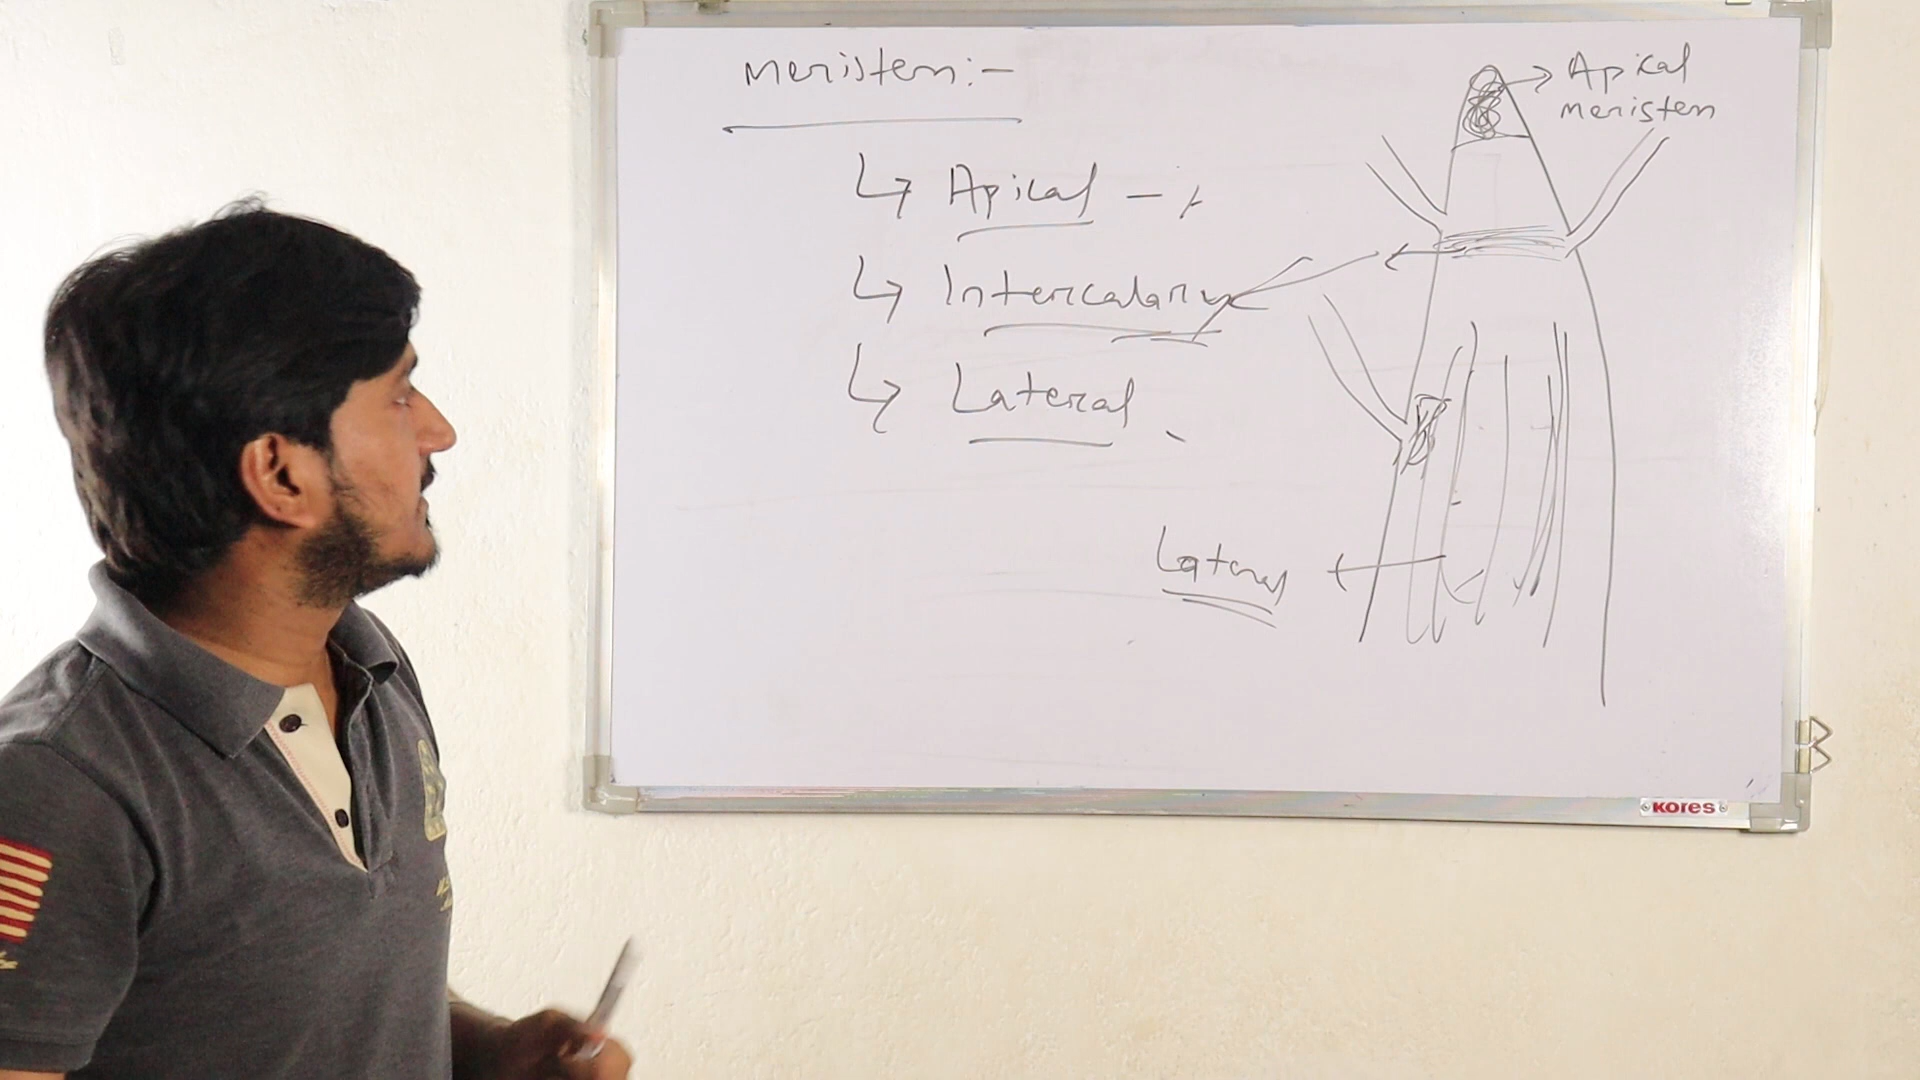 Meristem:-
↳ Apical -
↳ Intercalary
↳ Lateral
Apical
Meristem
Lateral
Kores